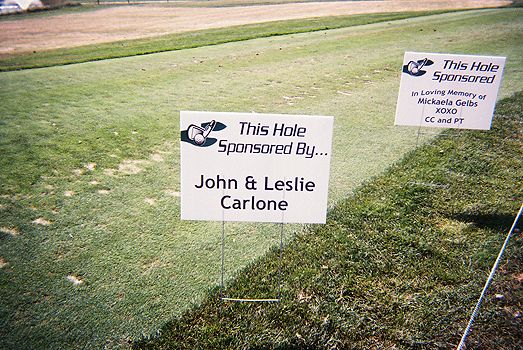 This Hole
Sponsored By...
John & Leslie
Carlone
This Hole
Sponsored
In Loving Memory of
Mickaela Gelbs
XOXO
CC and PT